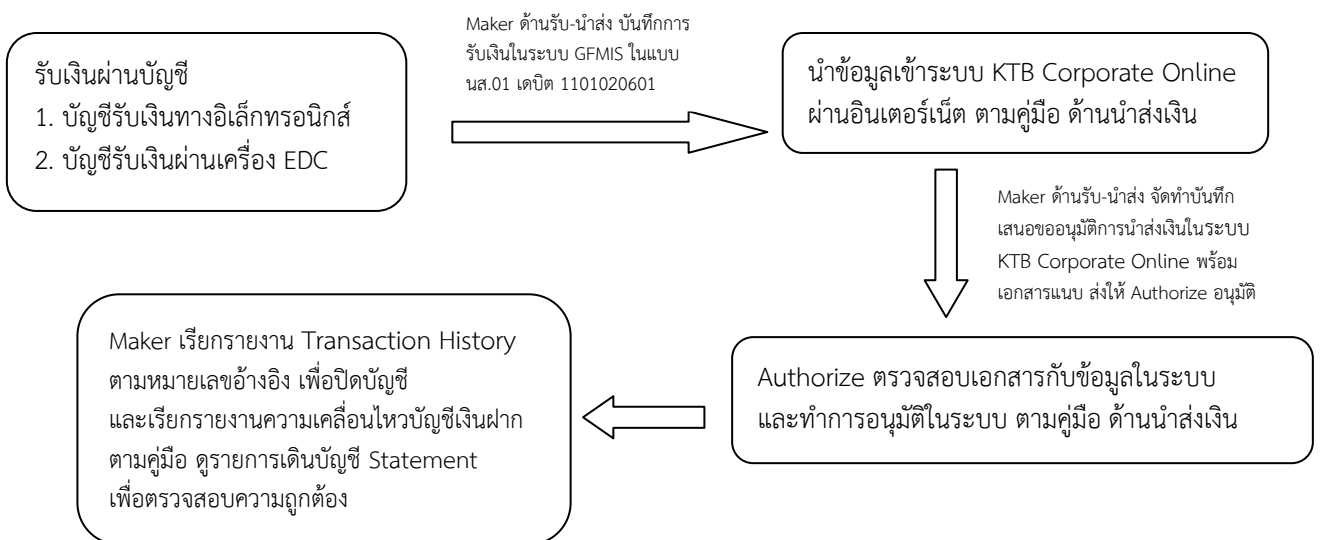 รับเงินผ่านบัญชี
1. บัญชีรับเงินทางอิเล็กทรอนิกส์
2. บัญชีรับเงินผ่านเครื่อง EDC
Maker ด้านรับ-นำส่ง บันทึกการ
รับเงินในระบบ GFMIS ในแบบ
นส.01 เดบิต 1101020601
นำข้อมูลเข้าระบบ KTB Corporate Online
ผ่านอินเตอร์เน็ต ตามคู่มือ ด้านนำส่งเงิน
Maker ด้านรับ-นำส่ง จัดทำบันทึก
เสนอขออนุมัติการนำส่งเงินในระบบ
KTB Corporate Online พร้อม
เอกสารแนบ ส่งให้ Authorize อนุมัติ
Authorize ตรวจสอบเอกสารกับข้อมูลในระบบ
และทำการอนุมัติในระบบ ตามคู่มือ ด้านนำส่งเงิน
Maker เรียกรายงาน Transaction History
ตามหมายเลขอ้างอิง เพื่อปิดบัญชี
และเรียกรายงานความเคลื่อนไหวบัญชีเงินฝาก
ตามคู่มือ ดูรายการเดินบัญชี Statement
เพื่อตรวจสอบความถูกต้อง